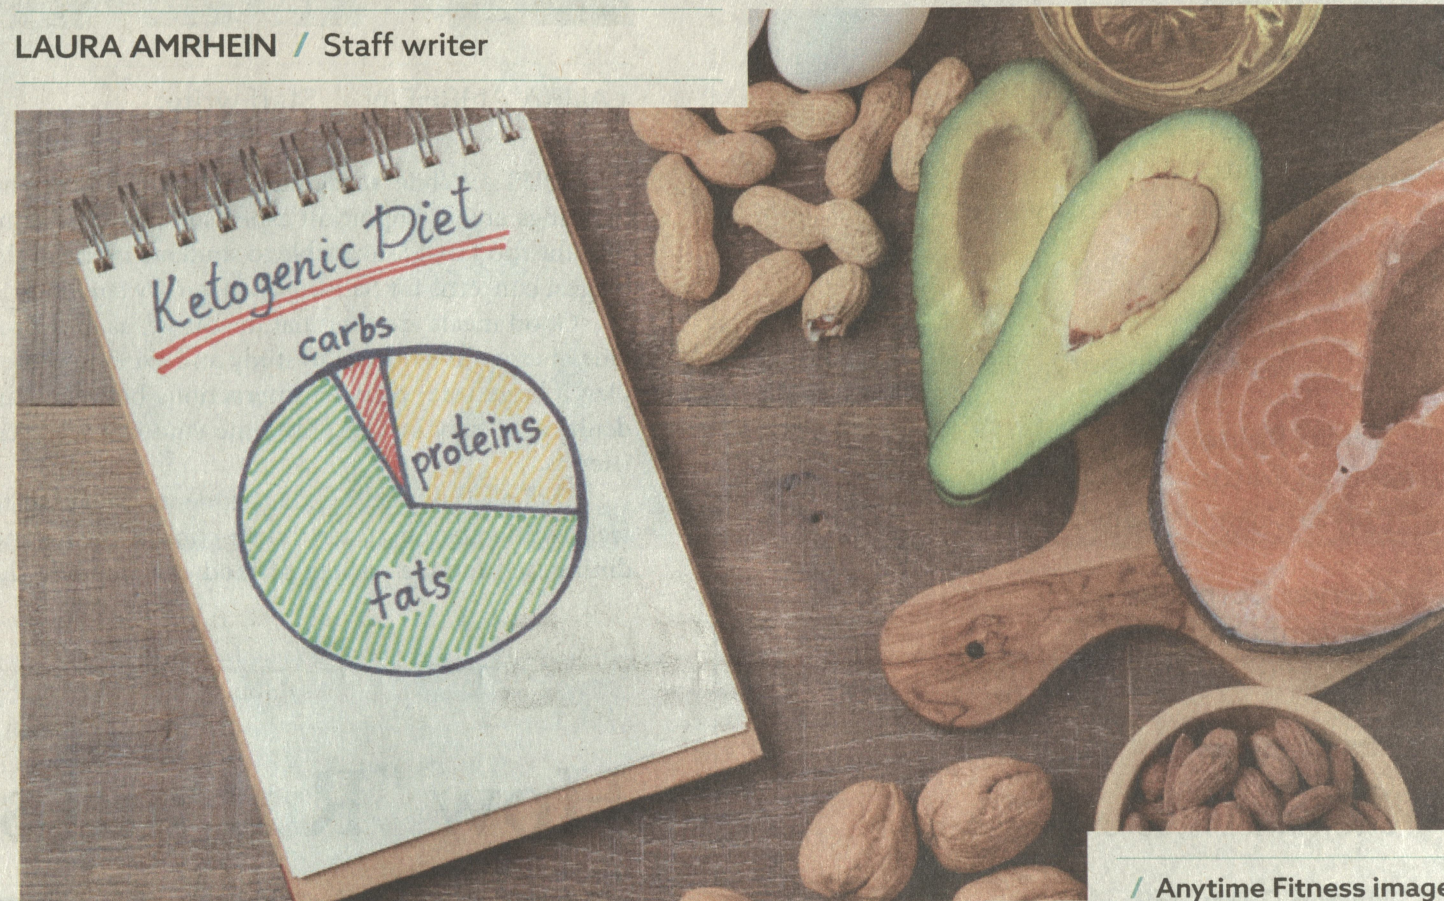 LAURA AMRHEIN / Staff writer
Ketogenic Diet
carbs
proteins
fats
/ Anytime Fitness image